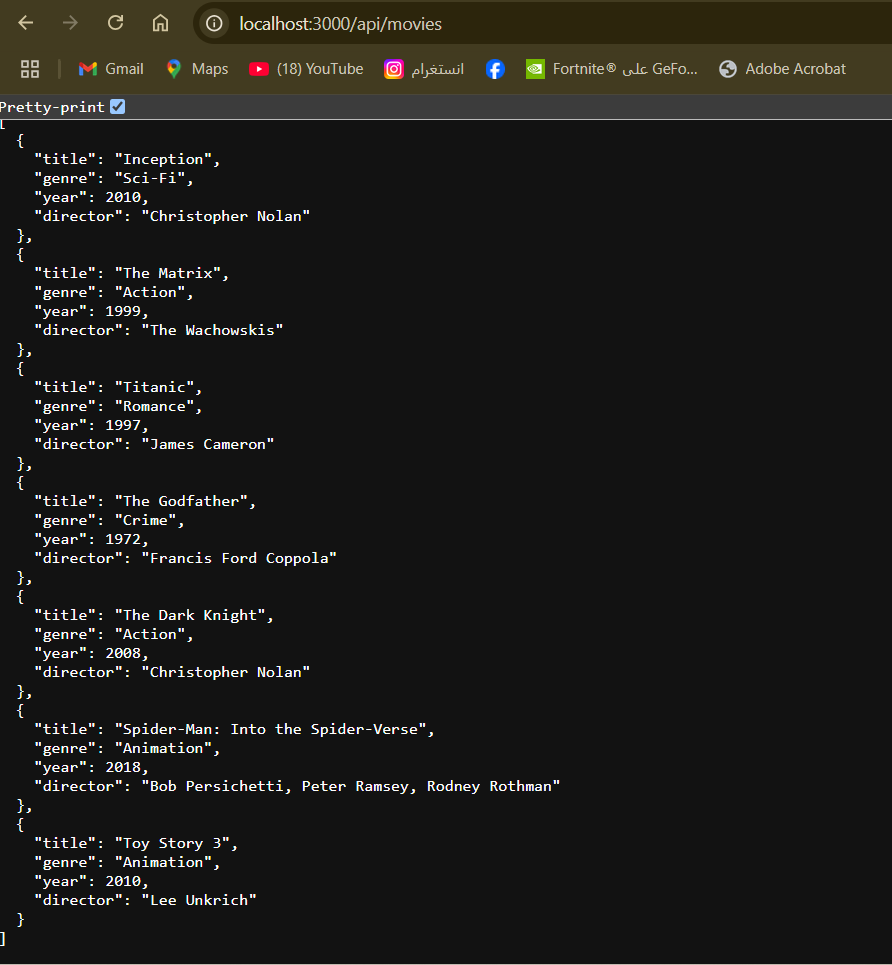 localhost:3000/api/movies
Gmail
Maps
(18) YouTube
انستغرام
Fortnite® على GeFo...
Adobe Acrobat
Pretty-print
[
  {
    "title": "Inception",
    "genre": "Sci-Fi",
    "year": 2010,
    "director": "Christopher Nolan"
  },
  {
    "title": "The Matrix",
    "genre": "Action",
    "year": 1999,
    "director": "The Wachowskis"
  },
  {
    "title": "Titanic",
    "genre": "Romance",
    "year": 1997,
    "director": "James Cameron"
  },
  {
    "title": "The Godfather",
    "genre": "Crime",
    "year": 1972,
    "director": "Francis Ford Coppola"
  },
  {
    "title": "The Dark Knight",
    "genre": "Action",
    "year": 2008,
    "director": "Christopher Nolan"
  },
  {
    "title": "Spider-Man: Into the Spider-Verse",
    "genre": "Animation",
    "year": 2018,
    "director": "Bob Persichetti, Peter Ramsey, Rodney Rothman"
  },
  {
    "title": "Toy Story 3",
    "genre": "Animation",
    "year": 2010,
    "director": "Lee Unkrich"
  }
]